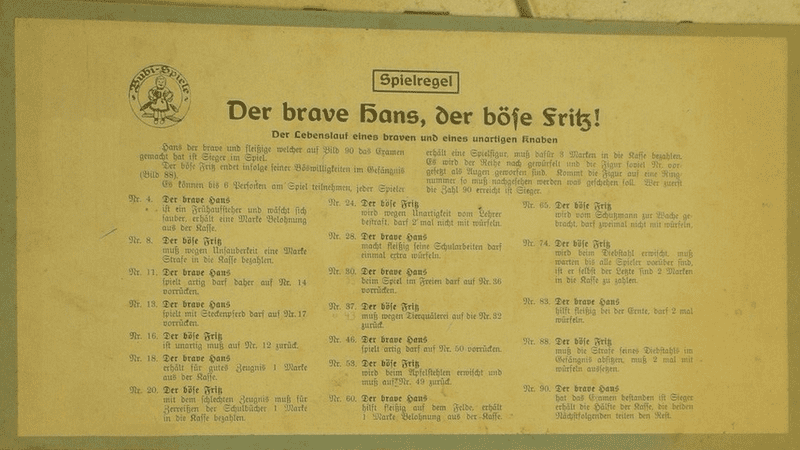 Bubi-Spiele
Spielregel
Der brave Hans, der böse Fritz!
Der Lebenslauf eines braven und eines unartigen Knaben
Hans der brave und fleißige welcher auf Bild 90 das Examen
gemacht hat ist Sieger im Spiel.
Der böse Fritz endet infolge seiner Böswilligkeiten im Gefängnis
(Bild 88).
Es können bis 6 Personen am Spiel teilnehmen, jeder Spieler
erhält eine Spielfigur, muß dafür 3 Marken in die Kasse bezahlen.
Es wird der Reihe nach gewürfelt und die Figur soviel Nr. vor-
gesetzt als Augen geworfen sind. Kommt die Figur auf eine Ring-
nummer so muß nachgesehen werden was geschehen soll. Wer zuerst
die Zahl 90 erreicht ist Sieger.
Nr. 4. Der brave Hans
Ist ein Frühaufsteher und wäscht sich
sauber, erhält eine Marke Belohnung
aus der Kasse.
Nr. 8. Der böse Fritz
muß wegen Unsauberkeit eine Marke
Strafe in die Kasse bezahlen.
Nr. 11. Der brave Hans
spielt artig darf daher auf Nr. 14
vorrücken.
Nr. 13. Der brave Hans
spielt mit Steckenpferd darf auf Nr. 17
vorrücken.
Nr. 16. Der böse Fritz
ist unartig muß auf Nr. 12 zurück.
Nr. 18. Der brave Hans
erhält für gutes Zeugnis 1 Marke
aus der Kasse.
Nr. 20. Der böse Fritz
mit dem schlechten Zeugnis muß für
Zerreißen der Schulbücher 1 Marke
in die Kasse bezahlen.
Nr. 24. Der böse Fritz
wird wegen Unartigkeit vom Lehrer
bestraft, darf 2 mal nicht mit würfeln.
Nr. 28. Der brave Hans
macht fleißig seine Schularbeiten darf
einmal extra würfeln.
Nr. 30. Der brave Hans
beim Spiel im Freien darf auf Nr. 36
vorrücken.
Nr. 37. Der böse Fritz
muß wegen Tierquälerei auf die Nr. 32
zurück.
Nr. 46. Der brave Hans
spielt artig darf auf Nr. 50 vorrücken.
Nr. 53. Der böse Fritz
wird beim Apfelstehlen erwischt und
muß auf Nr. 49 zurück.
Nr. 60. Der brave Hans
hilft fleißig auf dem Felde, erhält
1 Marke Belohnung aus der Kasse.
Nr. 65. Der böse Fritz
wird vom Schutzmann zur Wache ge-
bracht, darf zweimal nicht mit würfeln.
Nr. 74. Der böse Fritz
wird beim Diebstahl erwischt, muß
warten bis alle Spieler vorüber sind,
ist er selbst der Letzte sind 2 Marken
in die Kasse zu zahlen.
Nr. 83. Der brave Hans
hilft fleißig bei der Ernte, darf 2 mal
würfeln.
Nr. 88. Der böse Fritz
muß die Strafe seines Diebstahls im
Gefängnis absitzen, muß 2 mal mit
würfeln aussetzen.
Nr. 90. Der brave Hans
hat das Examen bestanden ist Sieger
erhält die Hälfte der Kasse, die beiden
Nächstfolgenden teilen den Rest.